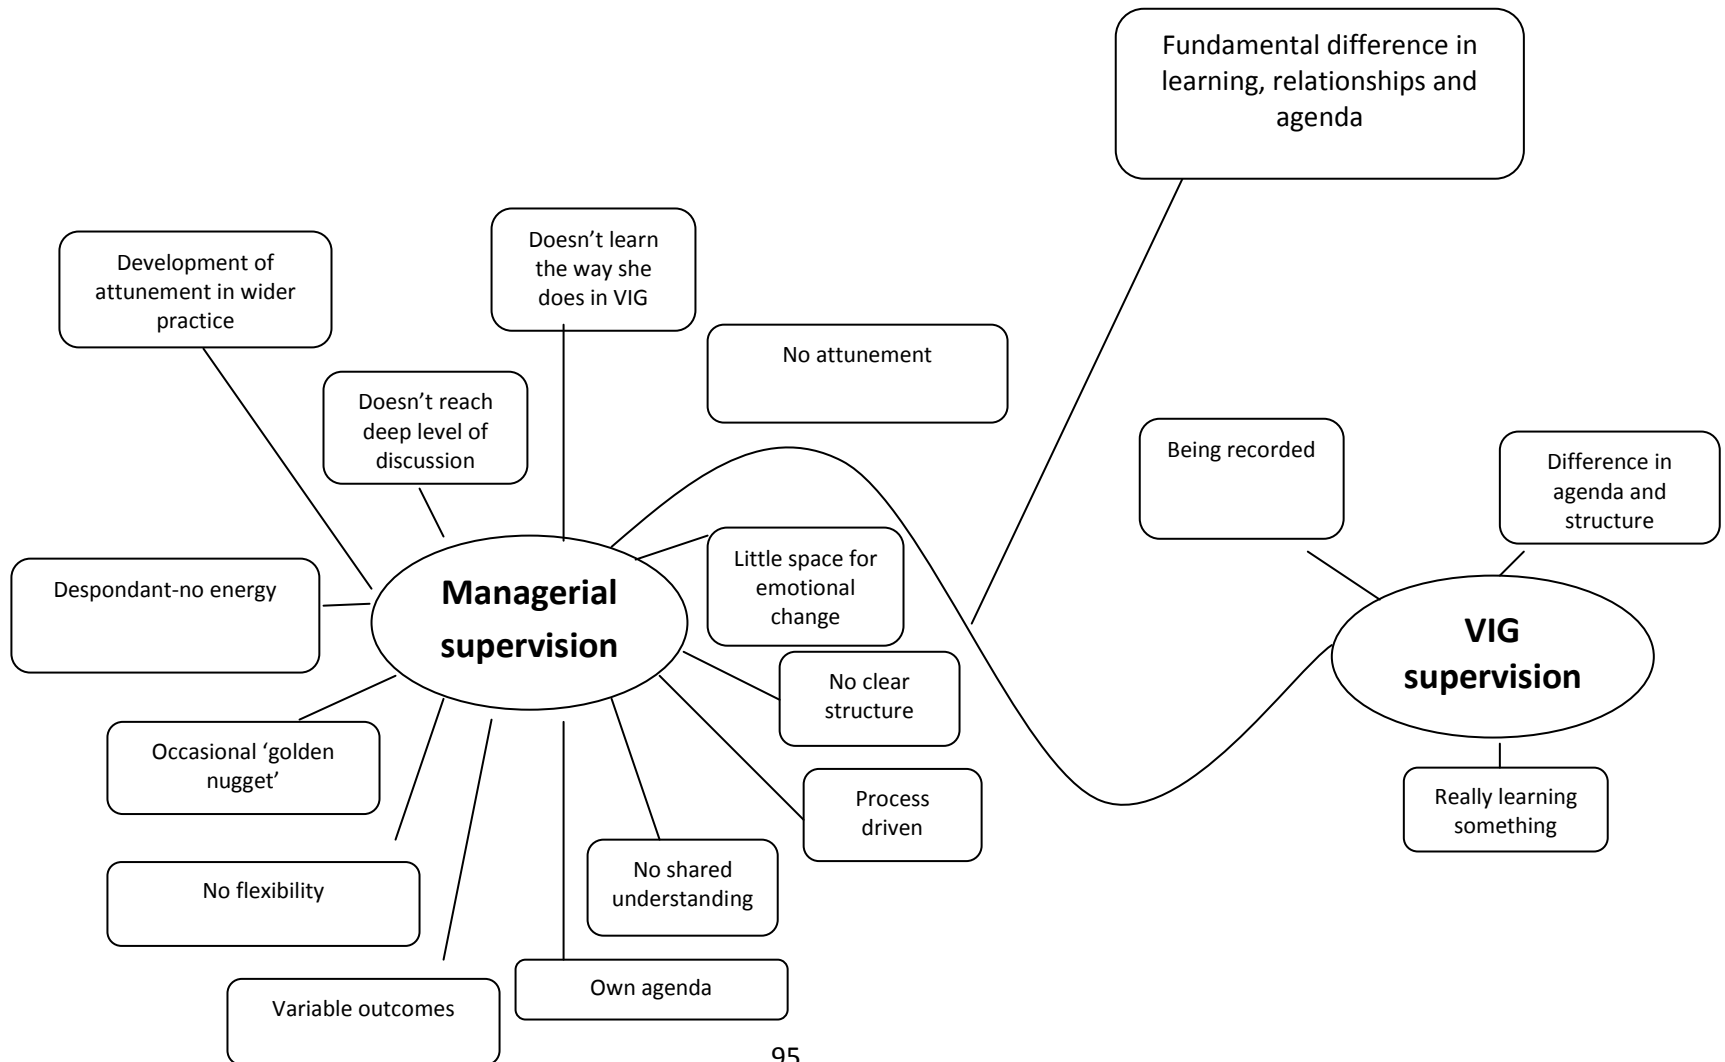 Fundamental difference in
learning, relationships and
agenda
Doesn’t learn
the way she
does in VIG
Development of
attunement in wider
practice
No attunement
Doesn’t reach
deep level of
discussion
Being recorded
Difference in
agenda and
structure
Little space for
emotional
change
Despondant-no energy
Managerial
supervision
VIG
supervision
No clear
structure
Occasional ‘golden
nugget’
Process
driven
Really learning
something
No shared
understanding
No flexibility
Own agenda
Variable outcomes
95